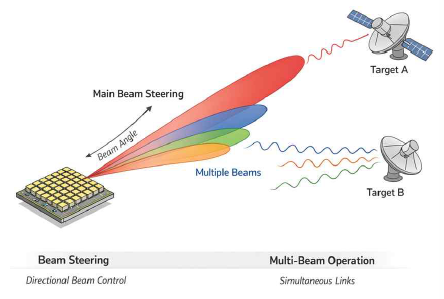 Target A
Main Beam Steering
Beam Angle
Multiple Beams
Target B
Beam Steering
Multi-Beam Operation
Directional Beam Control
Simultaneous Links